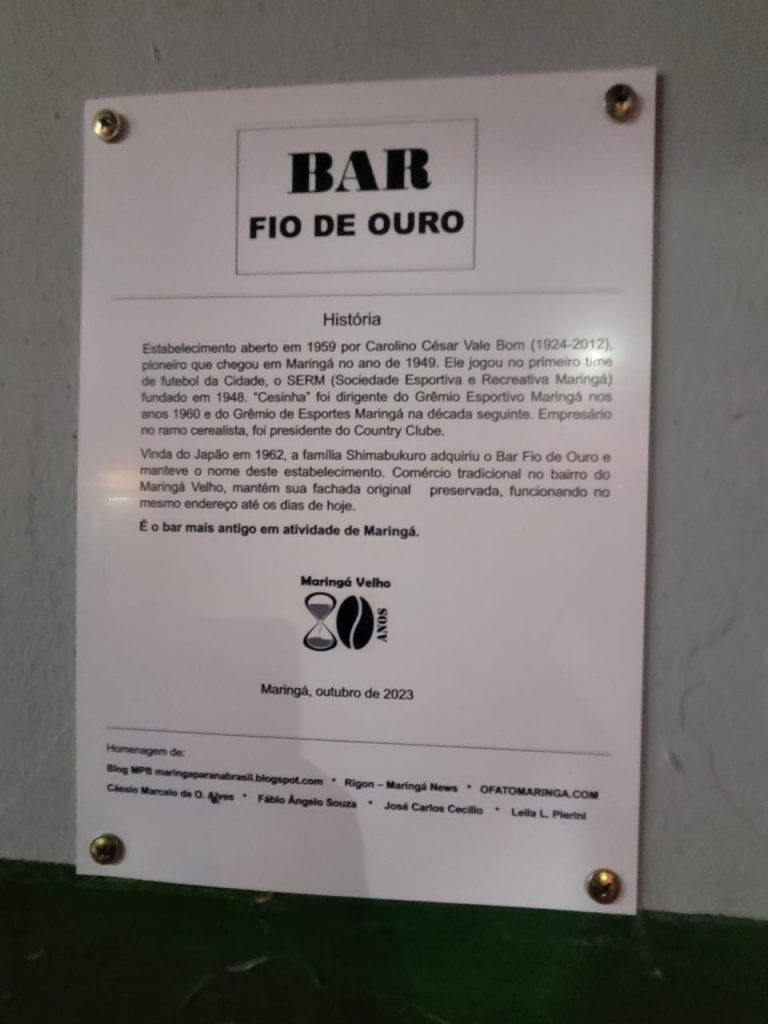 BAR
FIO DE OURO
História
Estabelecimento aberto em 1959 por Carolino César Vale Bom (1924-2012),
pioneiro que chegou em Maringá no ano de 1949. Ele jogou no primeiro time
de futebol da Cidade, o SERM (Sociedade Esportiva e Recreativa Maringá)
fundado em 1948. "Cesinha" foi dirigente do Grêmio Esportivo Maringá nos
anos 1960 e do Grêmio de Esportes Maringá na década seguinte. Empresário
no ramo cerealista, foi presidente do Country Clube.
Vinda do Japão em 1962, a família Shimabukuro adquiriu o Bar Fio de Ouro e
manteve o nome deste estabelecimento. Comércio tradicional no bairro do
Maringá Velho, mantém sua fachada original preservada, funcionando no
mesmo endereço até os dias de hoje.
É o bar mais antigo em atividade de Maringá.
Maringá Velho
80 ANOS
Maringá, outubro de 2023
Homenagem de:
Blog MPB maringaparanabrasil.blogspot.com * Rigon – Maringá News * OFATOMARINGA.COM
Cássio Marcelo de O. Alves * Fábio Ângelo Souza * José Carlos Cecílio * Leila L. Pierini